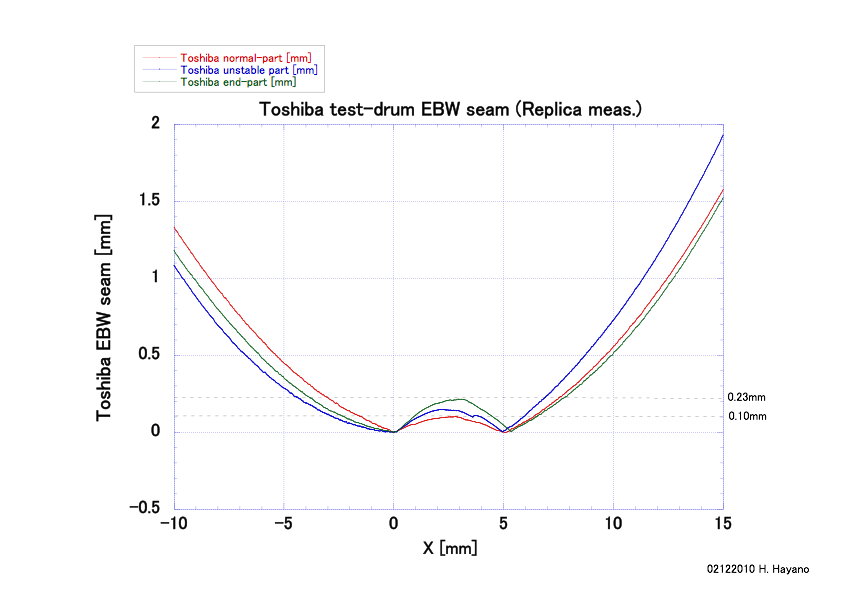 Toshiba normal-part [mm]
Toshiba unstable part [mm]
Toshiba end-part [mm]
Toshiba test-drum EBW seam (Replica meas.)
Toshiba EBW seam [mm]
2
1.5
1
0.5
0
-0.5
0.23mm
0.10mm
-10
-5
0
5
10
15
X [mm]
02122010 H. Hayano